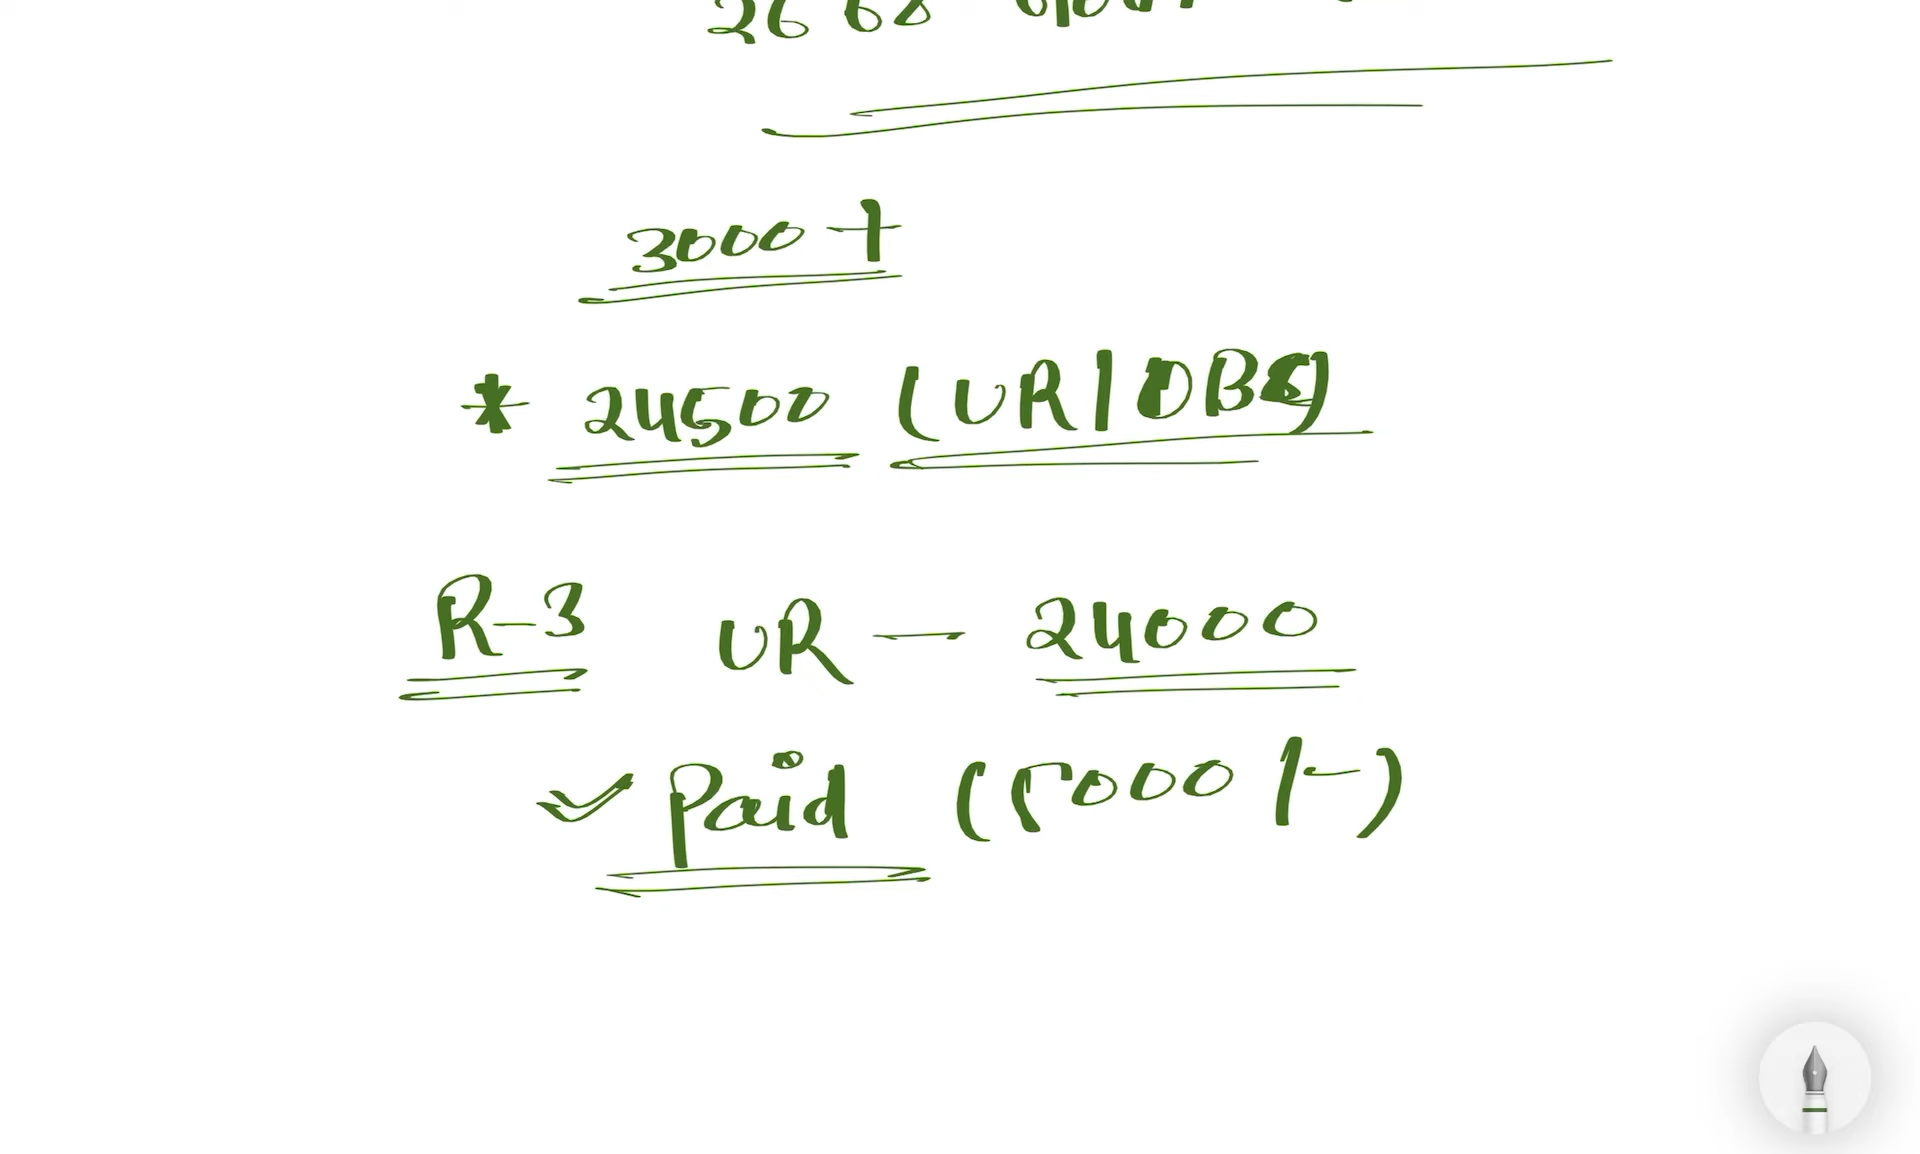 3000 +
* 24500 (UR/OBC)
R-3 UR — 24000
✓ Paid (5000/-)